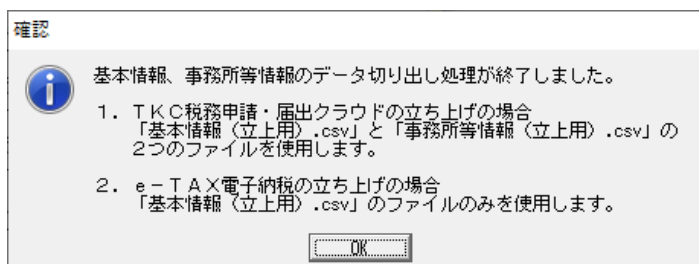 確認
基本情報、事務所等情報のデータ切り出し処理が終了しました。
１．ＴＫＣ税務申請・届出クラウドの立ち上げの場合
「基本情報（立上用）.csv」と「事務所等情報（立上用）.csv」の
２つのファイルを使用します。
２．ｅ－ＴＡＸ電子納税の立ち上げの場合
「基本情報（立上用）.csv」のファイルのみを使用します。
OK